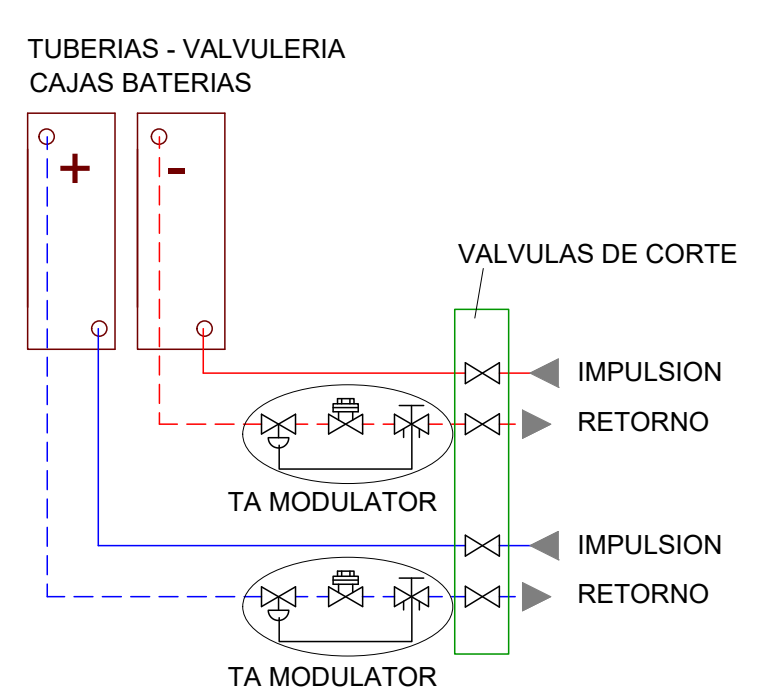 TUBERIAS - VALVULERIA
CAJAS BATERIAS
+ -
VALVULAS DE CORTE
IMPULSION
RETORNO
TA MODULATOR
IMPULSION
RETORNO
TA MODULATOR